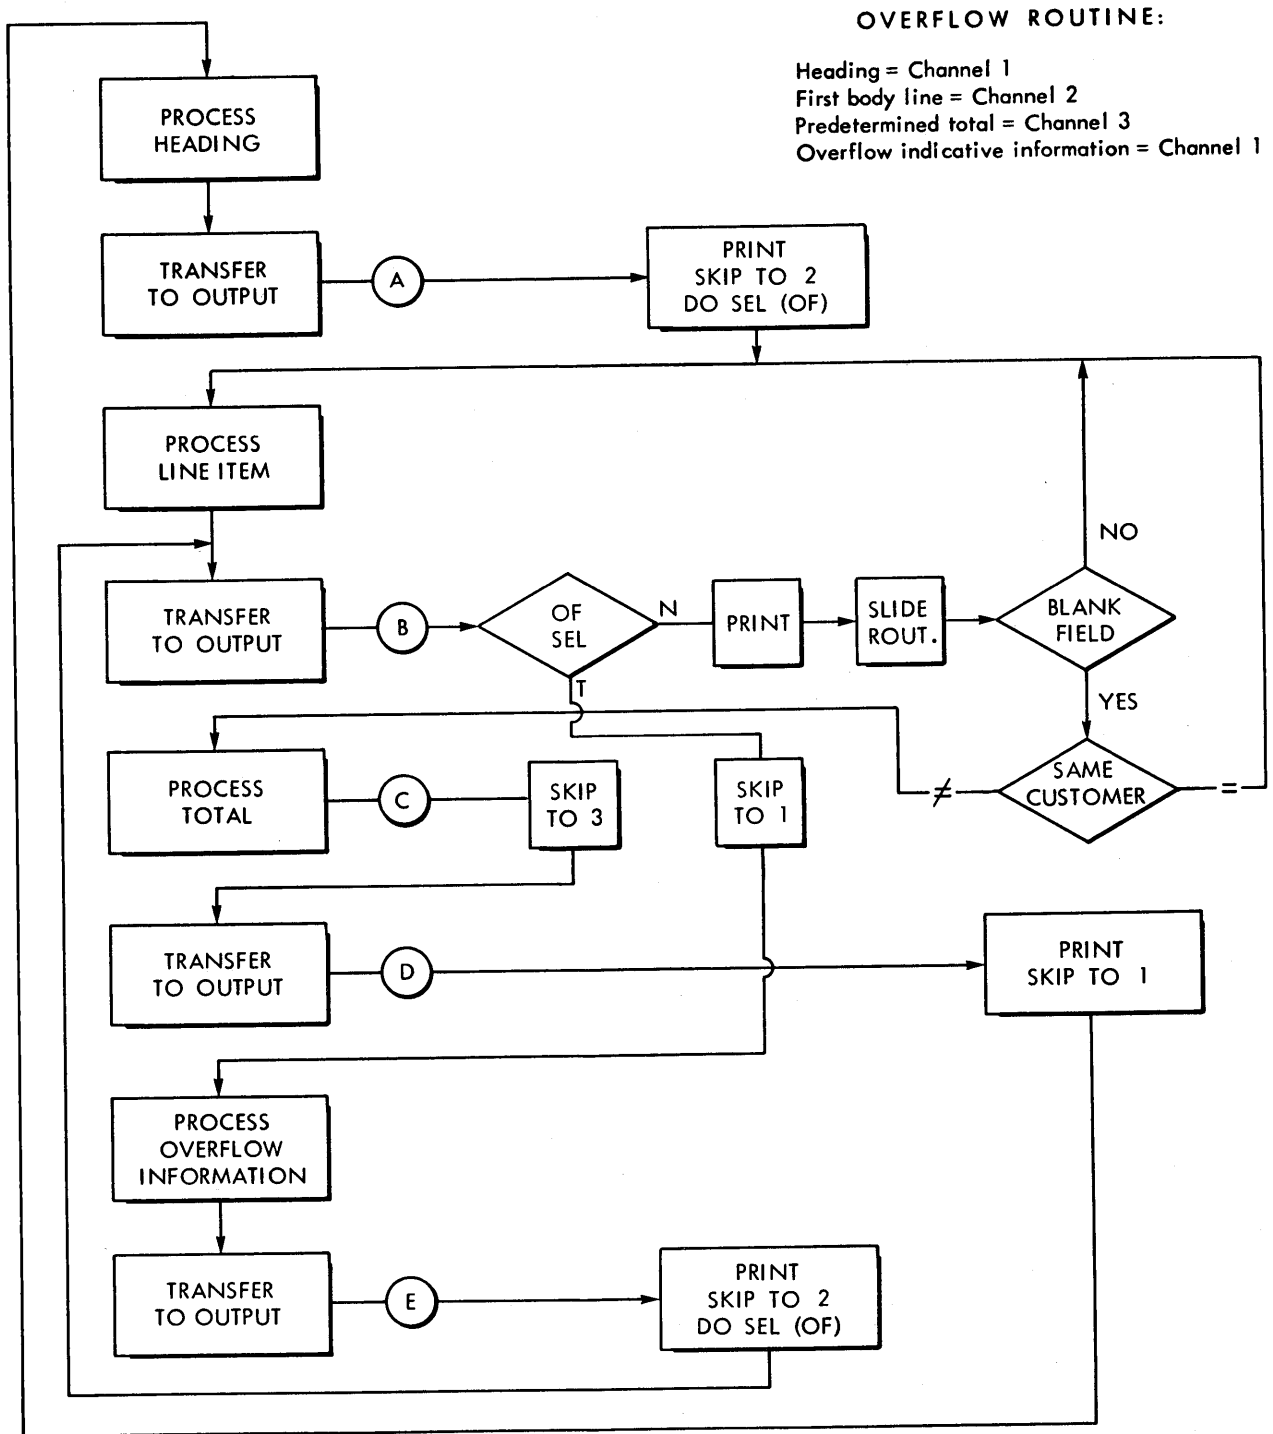 OVERFLOW ROUTINE:
Heading = Channel 1
First body line = Channel 2
Predetermined total = Channel 3
Overflow indicative information = Channel 1
PROCESS
HEADING
TRANSFER
TO OUTPUT
A
PRINT
SKIP TO 2
DO SEL (OF)
PROCESS
LINE ITEM
TRANSFER
TO OUTPUT
B
OF
SEL
N
T
PRINT
SLIDE
ROUT.
BLANK
FIELD
NO
YES
SAME
CUSTOMER
≠
=
PROCESS
TOTAL
C
SKIP
TO 3
SKIP
TO 1
TRANSFER
TO OUTPUT
D
PRINT
SKIP TO 1
PROCESS
OVERFLOW
INFORMATION
TRANSFER
TO OUTPUT
E
PRINT
SKIP TO 2
DO SEL (OF)